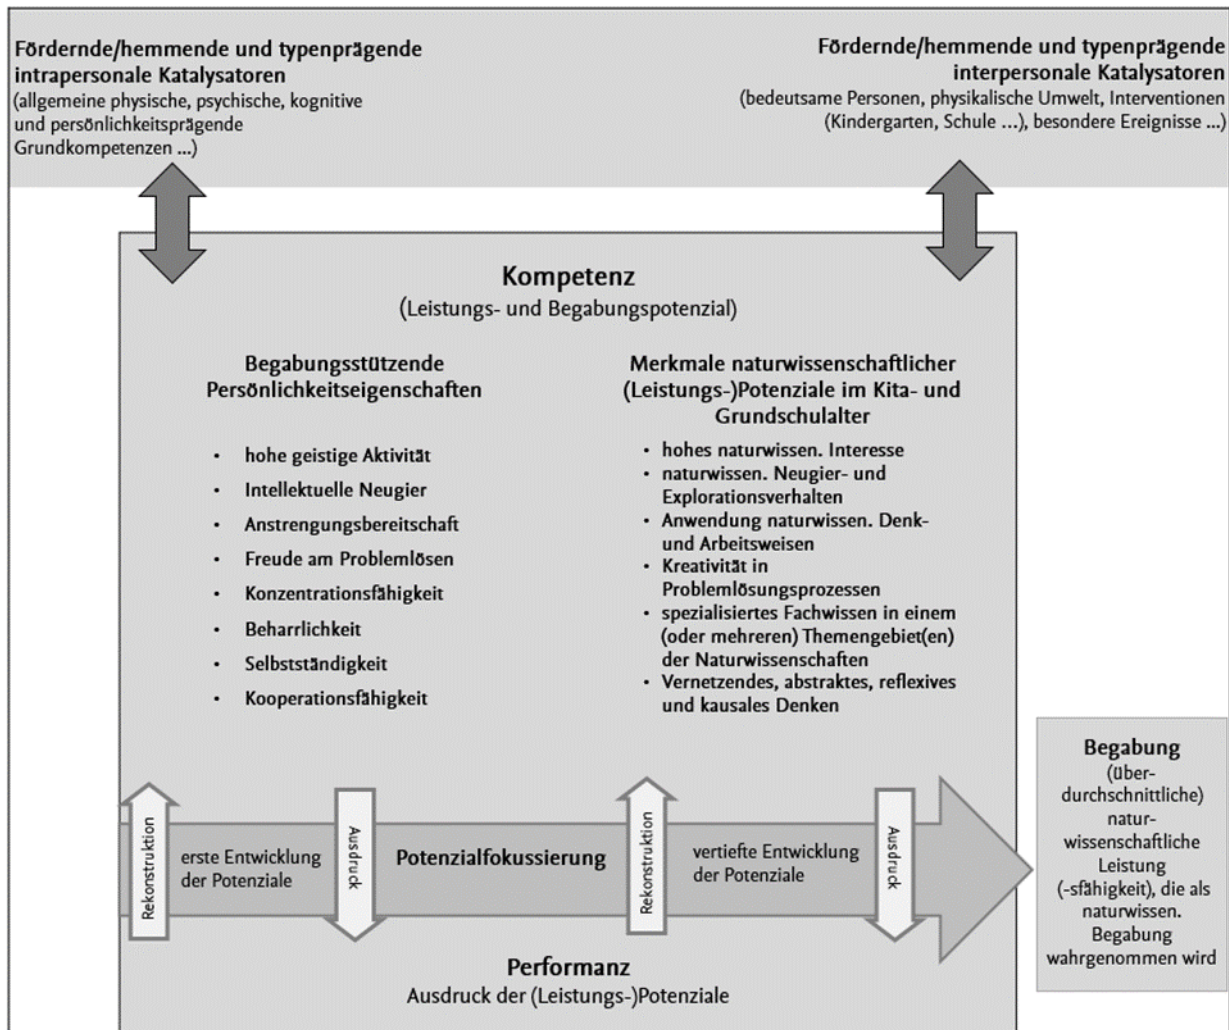 Fördernde/hemmende und typenprägende
intrapersonale Katalysatoren
(allgemeine physische, psychische, kognitive
und persönlichkeitsprägende
Grundkompetenzen ...)
Fördernde/hemmende und typenprägende
interpersonale Katalysatoren
(bedeutsame Personen, physikalische Umwelt, Interventionen
(Kindergarten, Schule ...), besondere Ereignisse ...)
Kompetenz
(Leistungs- und Begabungspotenzial)
Begabungsstützende
Persönlichkeitseigenschaften
• hohe geistige Aktivität
• Intellektuelle Neugier
• Anstrengungsbereitschaft
• Freude am Problemlösen
• Konzentrationsfähigkeit
• Beharrlichkeit
• Selbstständigkeit
• Kooperationsfähigkeit
Merkmale naturwissenschaftlicher
(Leistungs-)Potenziale im Kita- und
Grundschulalter
• hohes naturwissen. Interesse
• naturwissen. Neugier- und
Explorationsverhalten
• Anwendung naturwissen. Denk-
und Arbeitsweisen
• Kreativität in
Problemlösungsprozessen
• spezialisiertes Fachwissen in einem
(oder mehreren) Themengebiet(en)
der Naturwissenschaften
• Vernetzendes, abstraktes, reflexives
und kausales Denken
Rekonstruktion
erste Entwicklung
der Potenziale
Ausdruck
Potenzialfokussierung
Rekonstruktion
vertiefte Entwicklung
der Potenziale
Ausdruck
Performanz
Ausdruck der (Leistungs-)Potenziale
Begabung
(über-
durchschnittliche)
natur-
wissenschaftliche
Leistung
(-sfähigkeit), die als
naturwissen.
Begabung
wahrgenommen wird